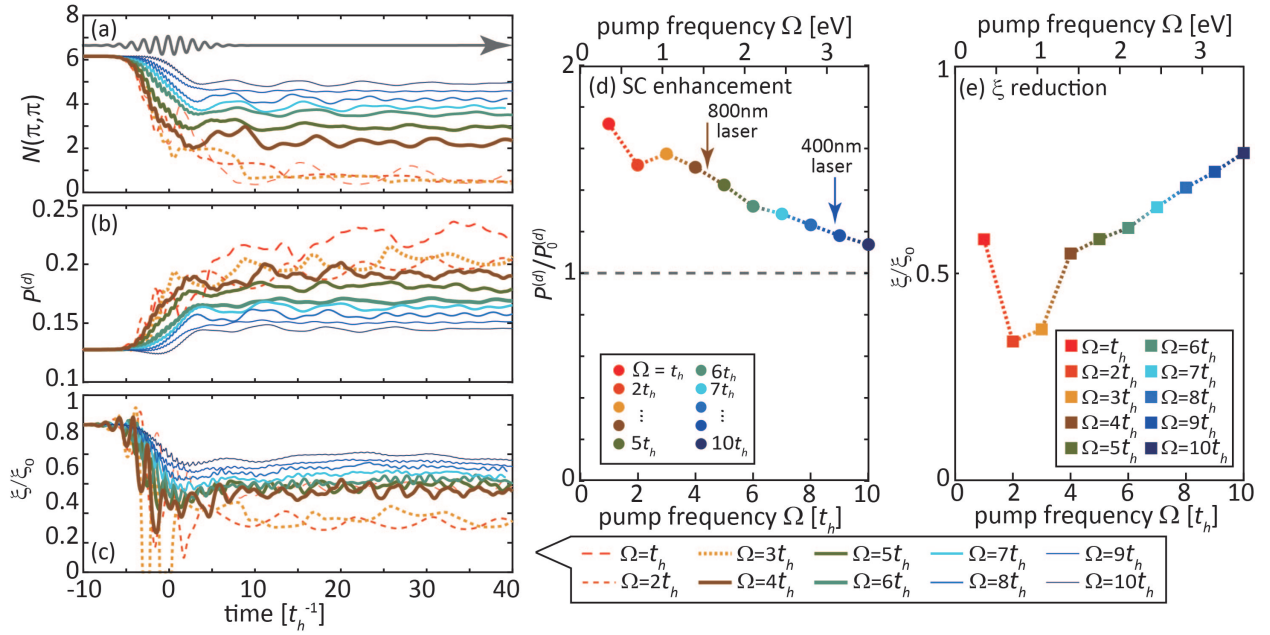 (a)
8
6
4
2
0
N(π,π)
(b)
0.25
0.2
0.15
0.1
P(d)
(c)
1
0.8
0.6
0.4
0.2
0
ξ/ξ0
-10 0 10 20 30 40
time [th-1]
pump frequency Ω [eV]
0 1 2 3
(d) SC enhancement
800nm
laser
400nm
laser
2
1.5
1
0.5
0
P(d)/P0(d)
Ω = th 6th
2th 7th
... ...
5th 10th
0 2 4 6 8 10
pump frequency Ω [th]
pump frequency Ω [eV]
0 1 2 3
(e) ξ reduction
1
0.5
0
ξ/ξ0
Ω=th Ω=6th
Ω=2th Ω=7th
Ω=3th Ω=8th
Ω=4th Ω=9th
Ω=5th Ω=10th
0 2 4 6 8 10
pump frequency Ω [th]
Ω=th Ω=3th Ω=5th Ω=7th Ω=9th
Ω=2th Ω=4th Ω=6th Ω=8th Ω=10th